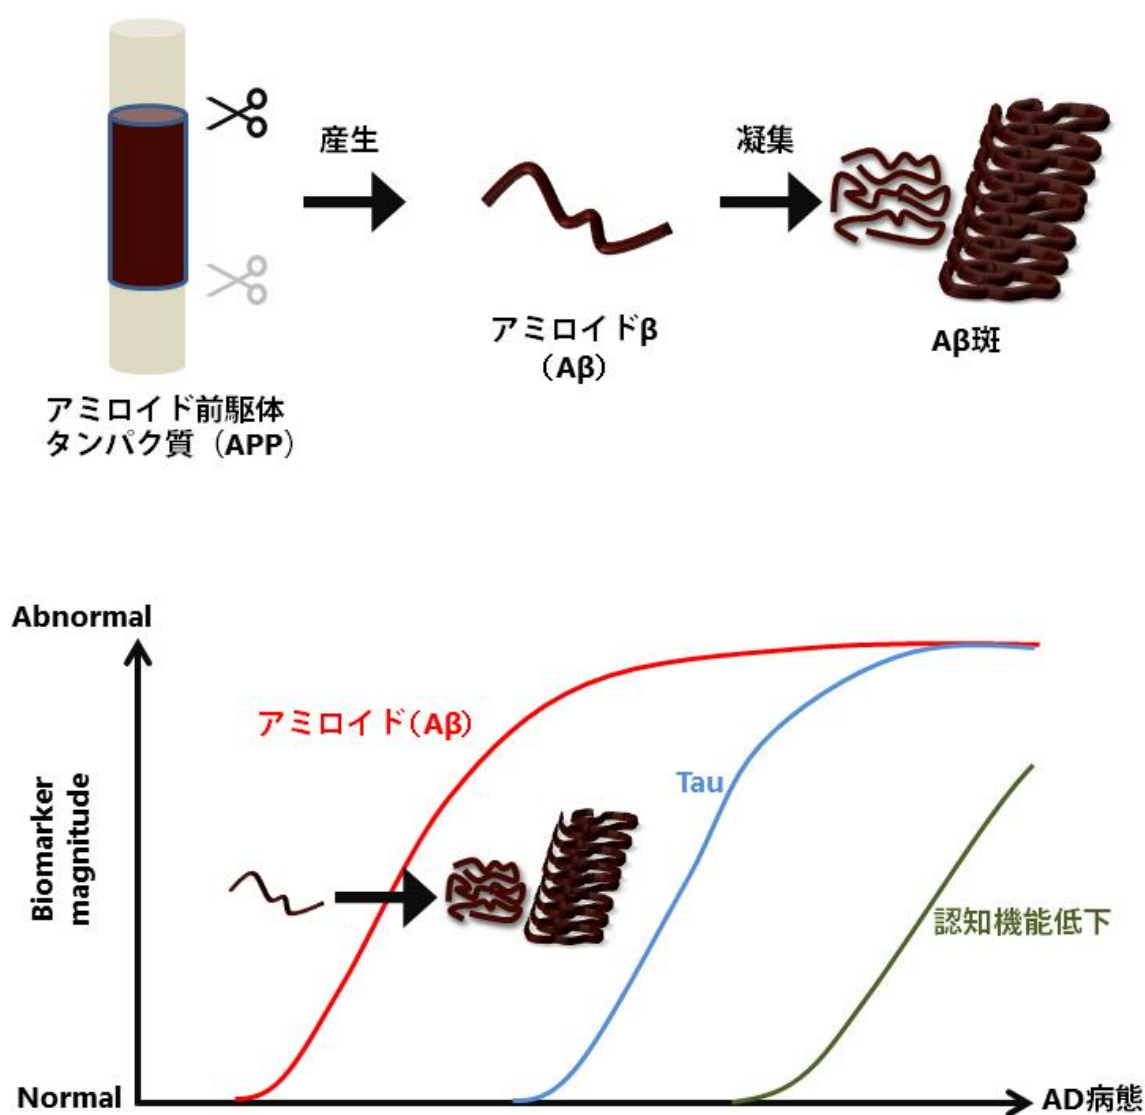 産生
凝集
アミロイド前駆体
タンパク質（APP）
アミロイドβ
（Aβ）
Aβ斑
Abnormal
アミロイド（Aβ）
Tau
Biomarker
magnitude
認知機能低下
Normal
AD病態